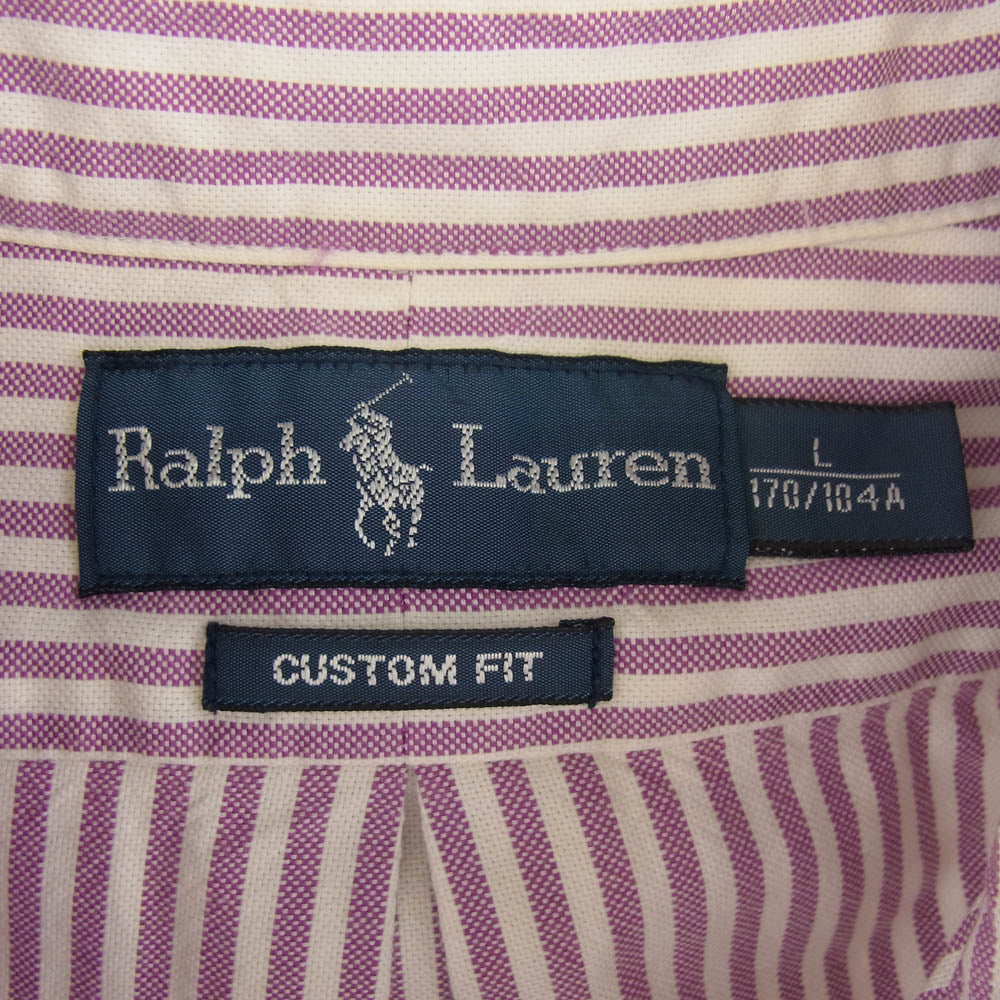 Ralph Lauren
L
170/104A
CUSTOM FIT